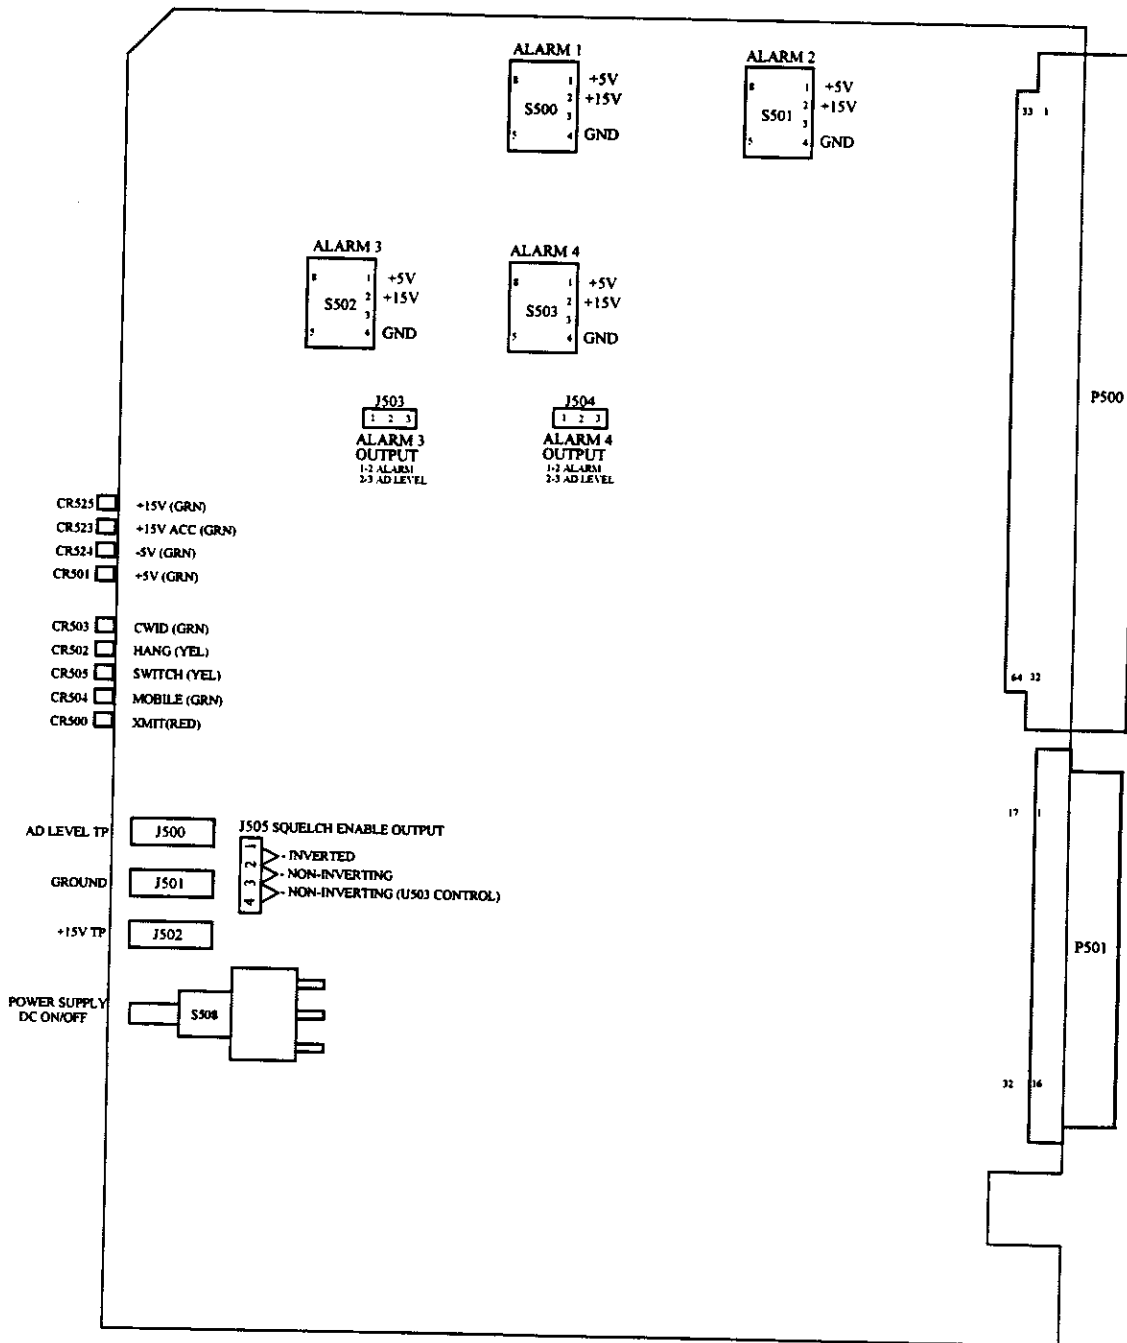 ALARM 1
8 1 +5V
2 +15V
S500
3
5 4 GND
ALARM 2
8 1 +5V
2 +15V
S501
3
5 4 GND
33 1
ALARM 3
8 1 +5V
2 +15V
S502
3
5 4 GND
ALARM 4
8 1 +5V
2 +15V
S503
3
5 4 GND
P500
J503
1 2 3
ALARM 3
OUTPUT
1-2 ALARM
2-3 AD LEVEL
J504
1 2 3
ALARM 4
OUTPUT
1-2 ALARM
2-3 AD LEVEL
CR525 +15V (GRN)
CR523 +15V ACC (GRN)
CR524 -5V (GRN)
CR501 +5V (GRN)
CR503 CWID (GRN)
CR502 HANG (YEL)
CR505 SWITCH (YEL)
CR504 MOBILE (GRN)
CR500 XMIT(RED)
64 32
17 1
AD LEVEL TP J500
GROUND J501
+15V TP J502
J505 SQUELCH ENABLE OUTPUT
1 2 3 4
- INVERTED
- NON-INVERTING
- NON-INVERTING (U503 CONTROL)
P501
POWER SUPPLY
DC ON/OFF
S508
32 16